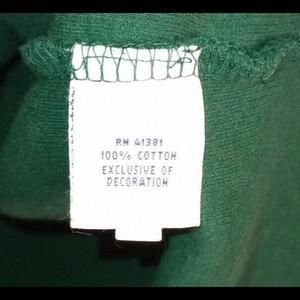 RN 41381
100% COTTON
EXCLUSIVE OF
DECORATION